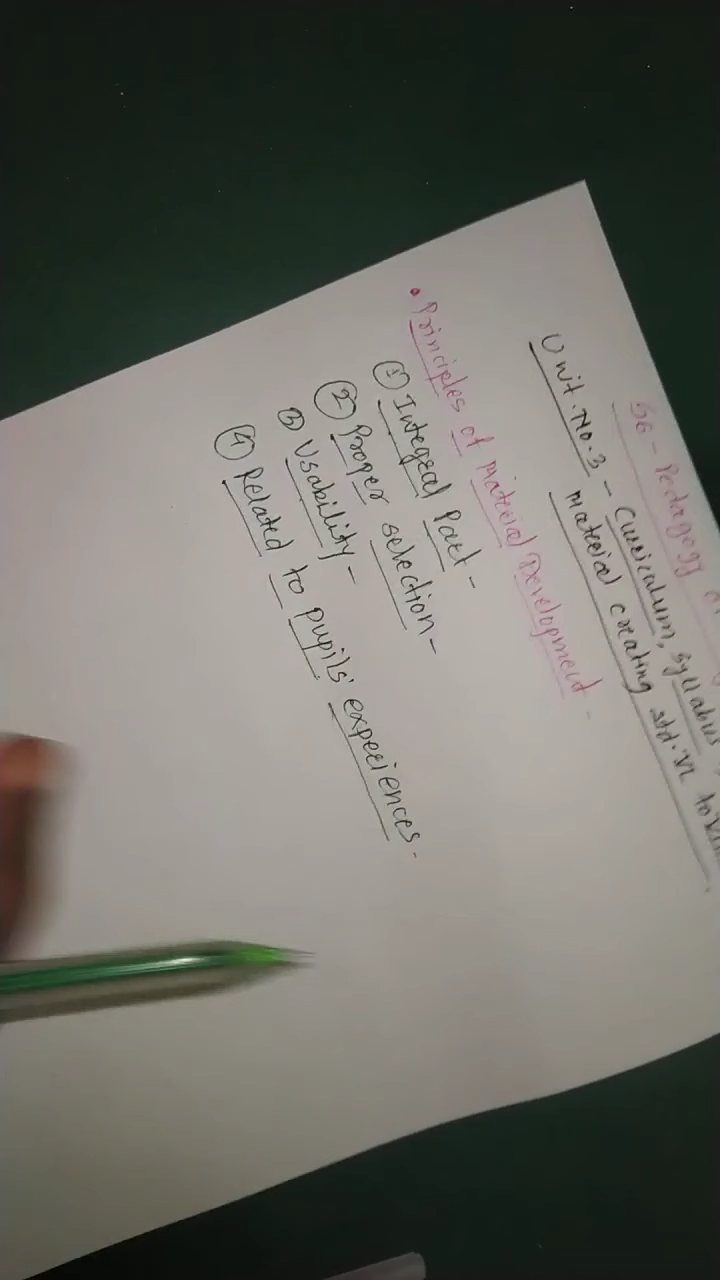 S6 - Pedagogy
Unit.No.3 - Curriculum, syllabus,
material creating std.VI to
• Principles of material Development -
① Integral Part -
② Proper selection -
③ Usability -
④ Related to pupils' experiences -